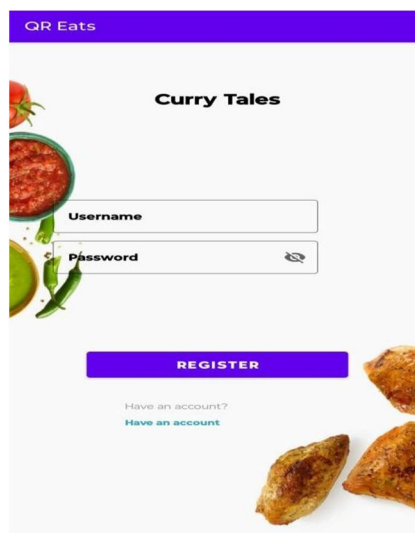 QR Eats
Curry Tales
Username
Password
REGISTER
Have an account?
Have an account